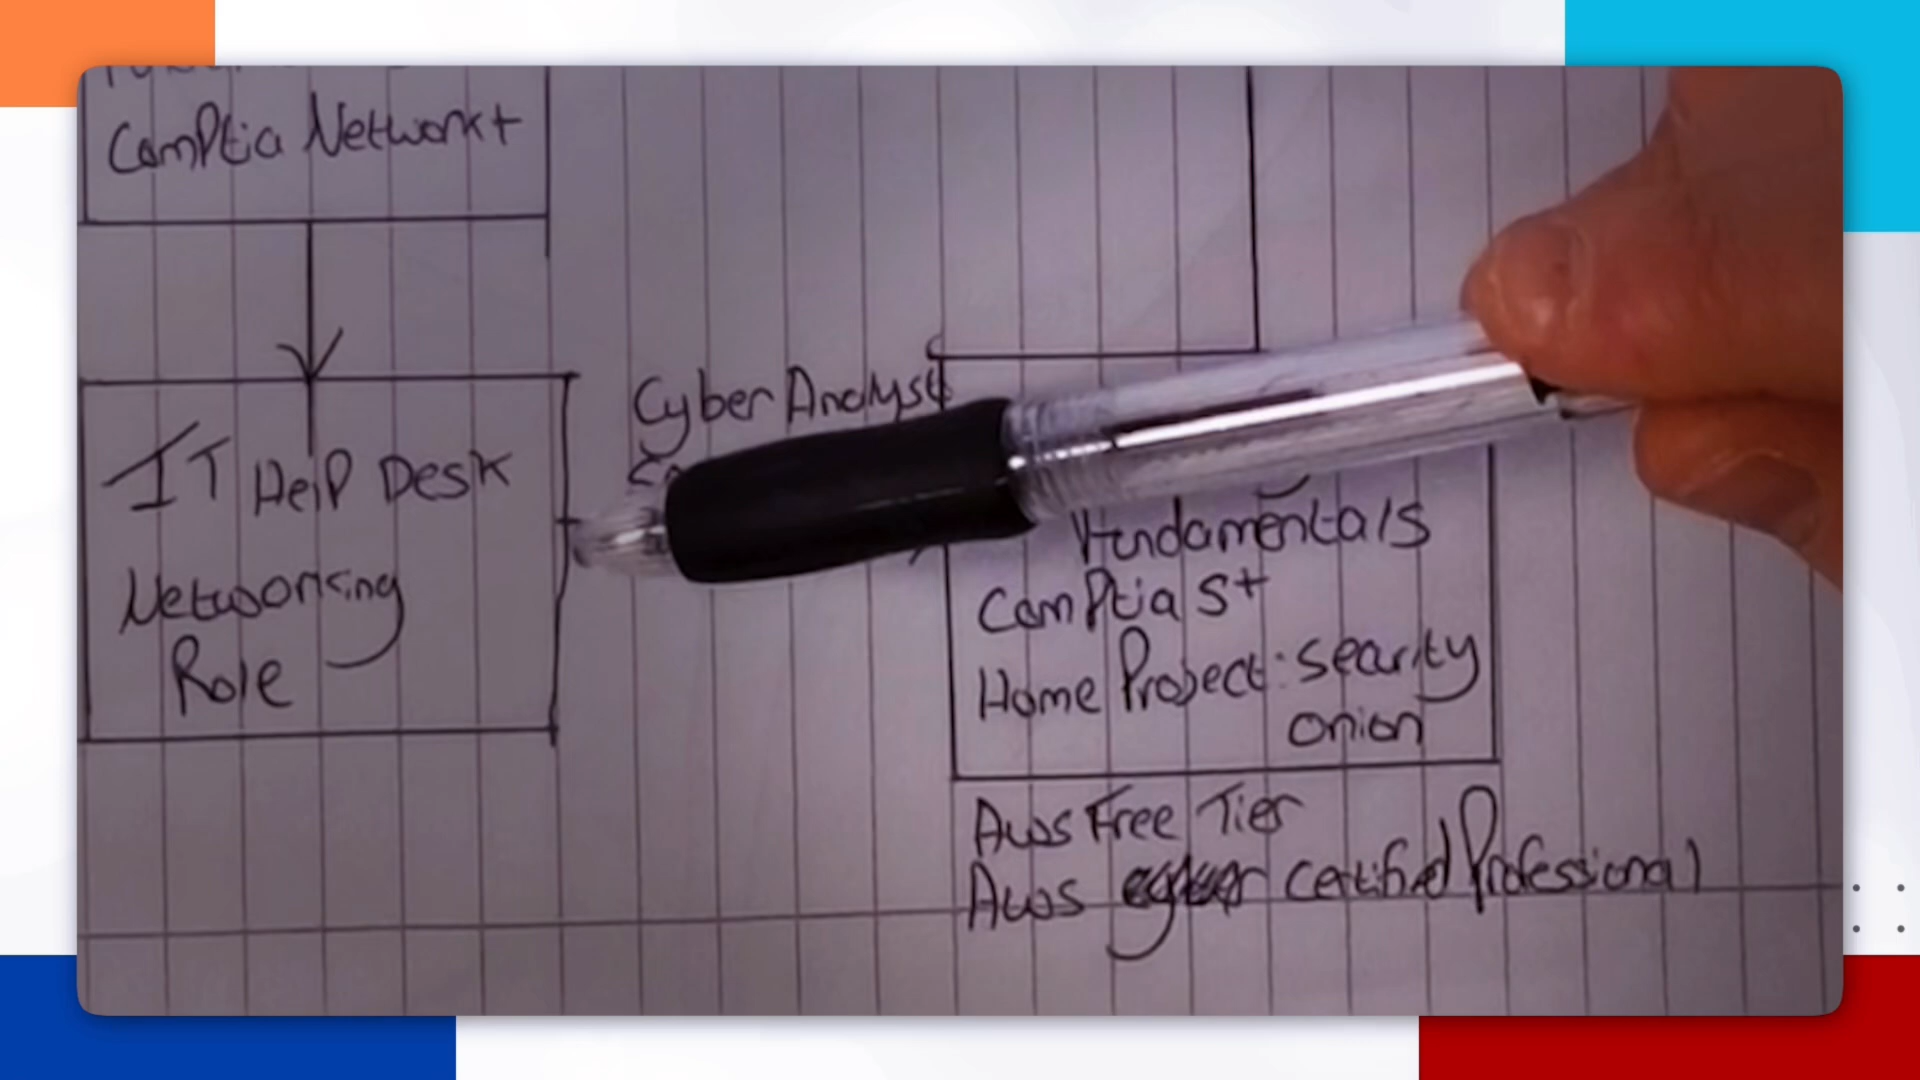 ComPtia Network+
IT HelP Desk
Networking
Role
Cyber Analyst
Fundamentals
ComPtia S+
Home Project: Security
onion
Aws Free Tier
Aws certified Professional